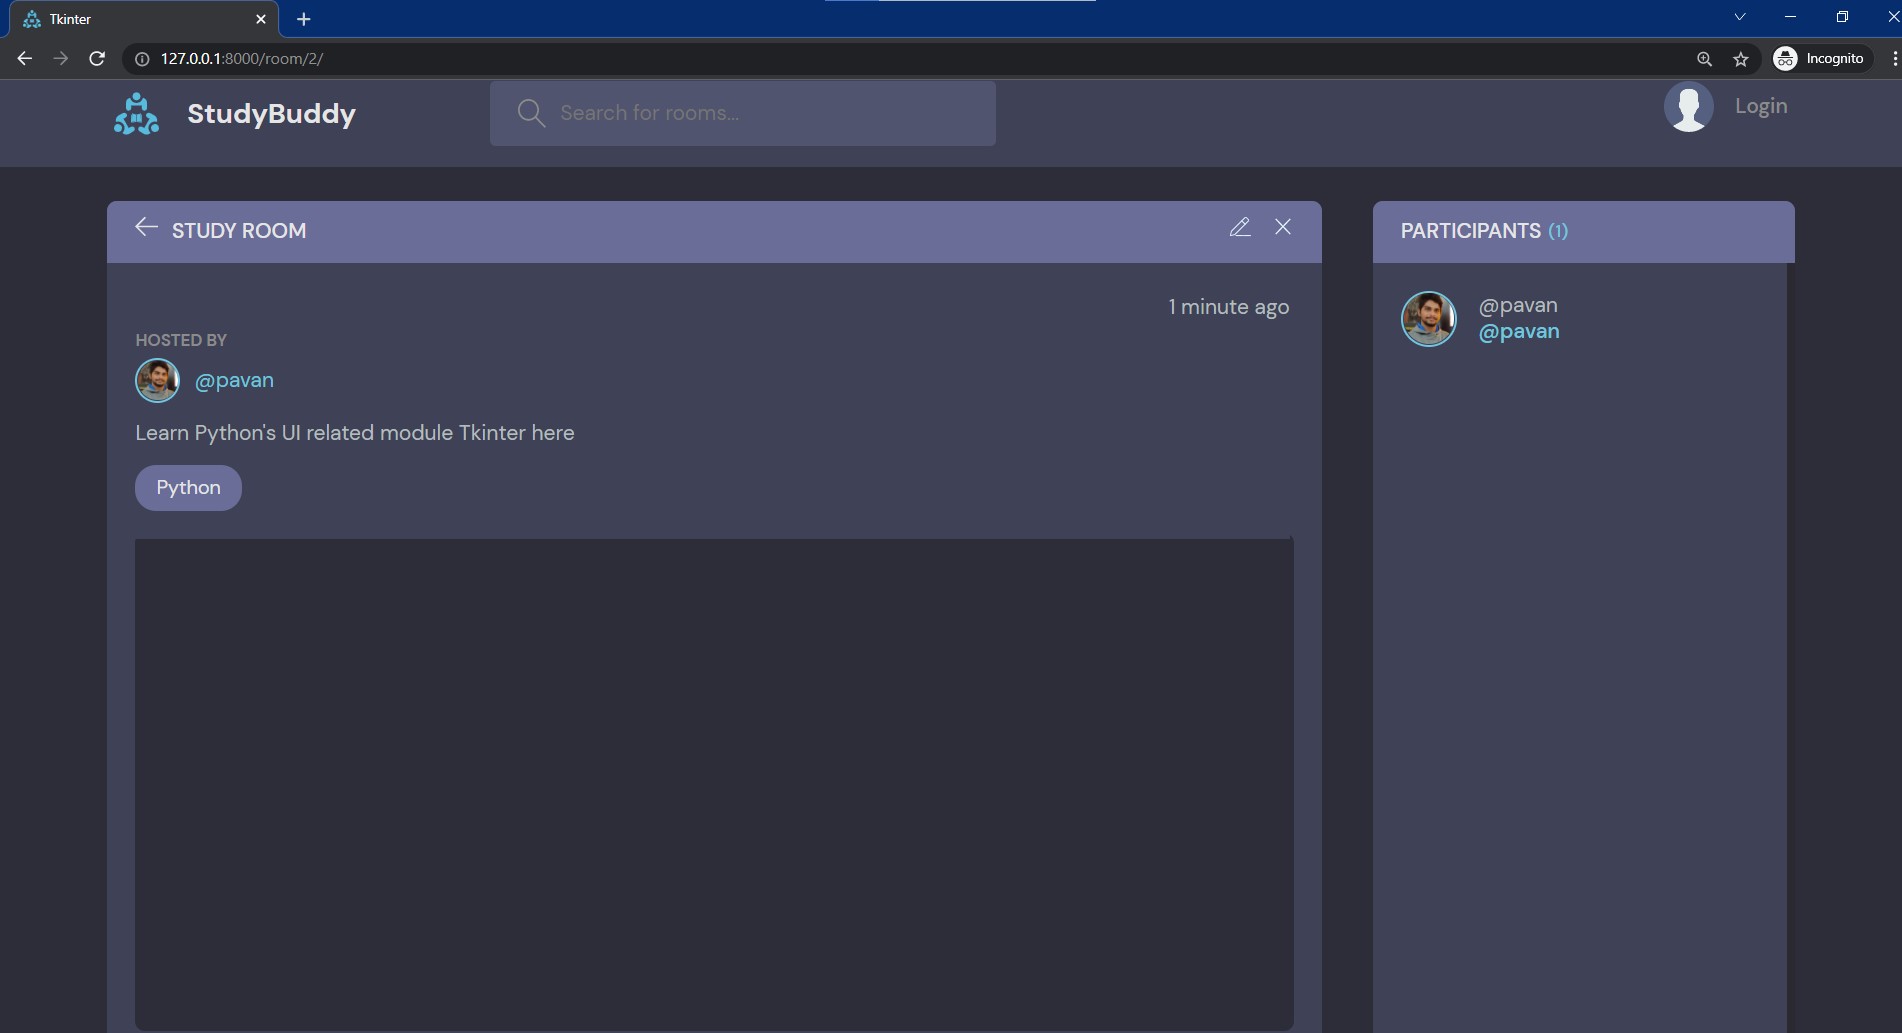 Tkinter
127.0.0.1:8000/room/2/
Incognito
StudyBuddy
Search for rooms...
Login
STUDY ROOM
1 minute ago
HOSTED BY
@pavan
Learn Python's UI related module Tkinter here
Python
PARTICIPANTS (1)
@pavan
@pavan